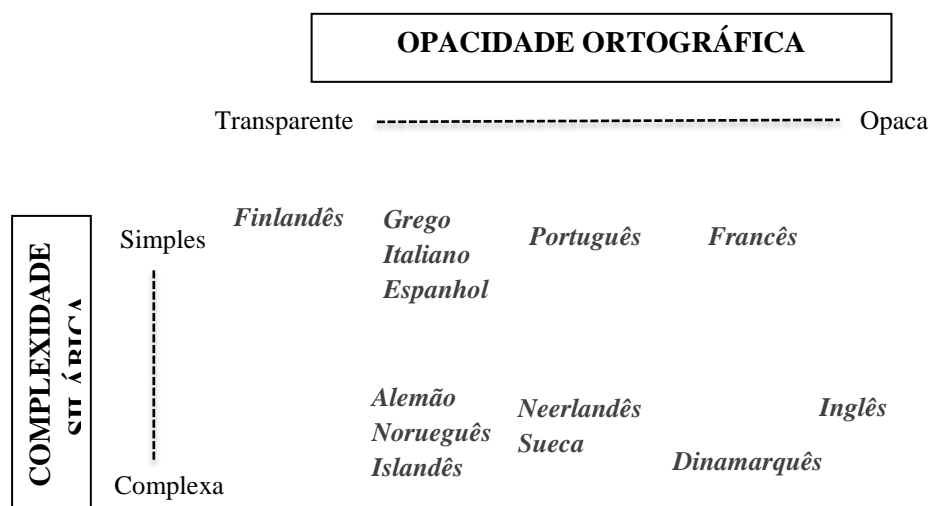 OPACIDADE ORTOGRÁFICA
Transparente
Opaca
COMPLEXIDADE
Simples
Complexa
Finlandês
Grego
Italiano
Espanhol
Português
Francês
Alemão
Norueguês
Islandês
Neerlandês
Sueca
Dinamarquês
Inglês